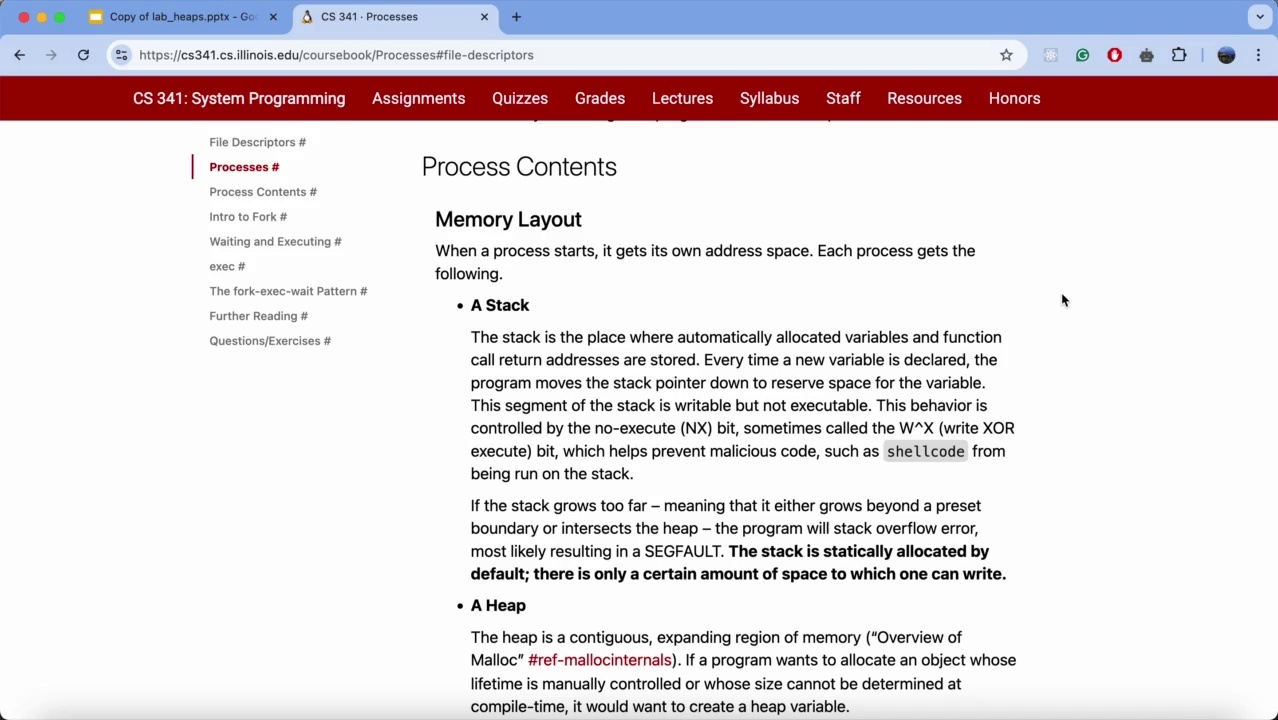 Copy of lab_heaps.pptx - Goo
CS 341 · Processes
https://cs341.cs.illinois.edu/coursebook/Processes#file-descriptors
CS 341: System Programming Assignments Quizzes Grades Lectures Syllabus Staff Resources Honors
File Descriptors #
Processes #
Process Contents #
Intro to Fork #
Waiting and Executing #
exec #
The fork-exec-wait Pattern #
Further Reading #
Questions/Exercises #
Process Contents
Memory Layout
When a process starts, it gets its own address space. Each process gets the
following.
• A Stack
The stack is the place where automatically allocated variables and function
call return addresses are stored. Every time a new variable is declared, the
program moves the stack pointer down to reserve space for the variable.
This segment of the stack is writable but not executable. This behavior is
controlled by the no-execute (NX) bit, sometimes called the W^X (write XOR
execute) bit, which helps prevent malicious code, such as shellcode from
being run on the stack.
If the stack grows too far – meaning that it either grows beyond a preset
boundary or intersects the heap – the program will stack overflow error,
most likely resulting in a SEGFAULT. The stack is statically allocated by
default; there is only a certain amount of space to which one can write.
• A Heap
The heap is a contiguous, expanding region of memory (“Overview of
Malloc” #ref-mallocinternals). If a program wants to allocate an object whose
lifetime is manually controlled or whose size cannot be determined at
compile-time, it would want to create a heap variable.